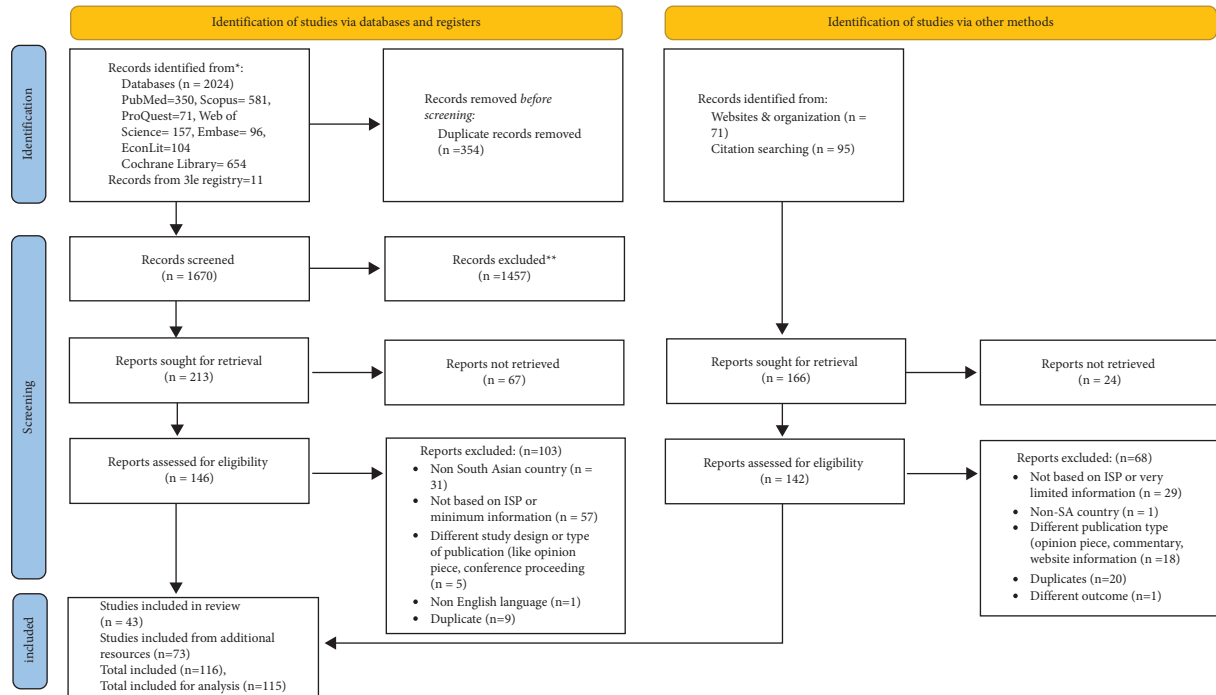 Identification of studies via databases and registers
Identification of studies via other methods
Identification
Records identified from*:
Databases (n = 2024)
PubMed=350, Scopus= 581,
ProQuest=71, Web of
Science= 157, Embase= 96,
EconLit=104
Cochrane Library= 654
Records from 3le registry=11
Records removed before
screening:
Duplicate records removed
(n =354)
Records identified from:
Websites & organization (n =
71)
Citation searching (n = 95)
Screening
Records screened
(n = 1670)
Records excluded**
(n =1457)
Reports sought for retrieval
(n = 213)
Reports not retrieved
(n = 67)
Reports sought for retrieval
(n = 166)
Reports not retrieved
(n = 24)
Reports assessed for eligibility
(n = 146)
Reports excluded: (n=103)
• Non South Asian country (n =
31)
• Not based on ISP or
minimum information (n = 57)
• Different study design or type
of publication (like opinion
piece, conference proceeding
(n = 5)
• Non English language (n=1)
• Duplicate (n=9)
Reports assessed for eligibility
(n = 142)
Reports excluded: (n=68)
• Not based on ISP or very
limited information (n = 29)
• Non-SA country (n = 1)
• Different publication type
(opinion piece, commentary,
website information (n =18)
• Duplicates (n=20)
• Different outcome (n=1)
included
Studies included in review
(n = 43)
Studies included from additional
resources (n=73)
Total included (n=116),
Total included for analysis (n=115)